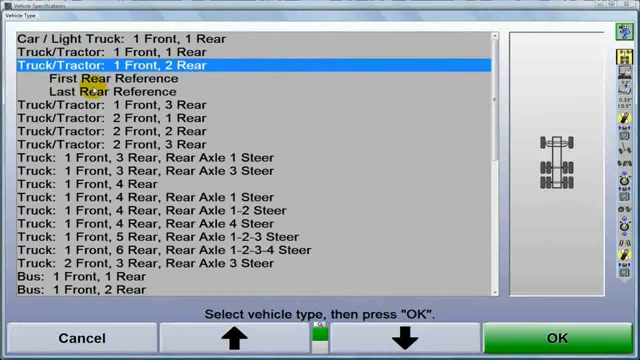 Vehicle Specifications
Vehicle Type
Car / Light Truck: 1 Front, 1 Rear
Truck/Tractor: 1 Front, 1 Rear
Truck/Tractor: 1 Front, 2 Rear
First Rear Reference
Last Rear Reference
Truck/Tractor: 1 Front, 3 Rear
Truck/Tractor: 2 Front, 1 Rear
Truck/Tractor: 2 Front, 2 Rear
Truck/Tractor: 2 Front, 3 Rear
Truck: 1 Front, 3 Rear, Rear Axle 1 Steer
Truck: 1 Front, 3 Rear, Rear Axle 3 Steer
Truck: 1 Front, 4 Rear
Truck: 1 Front, 4 Rear, Rear Axle 1 Steer
Truck: 1 Front, 4 Rear, Rear Axle 1-2 Steer
Truck: 1 Front, 4 Rear, Rear Axle 4 Steer
Truck: 1 Front, 5 Rear, Rear Axle 1-2-3 Steer
Truck: 1 Front, 6 Rear, Rear Axle 1-2-3-4 Steer
Truck: 2 Front, 3 Rear, Rear Axle 3 Steer
Bus: 1 Front, 1 Rear
Bus: 1 Front, 2 Rear
Select vehicle type, then press "OK".
Cancel
OK